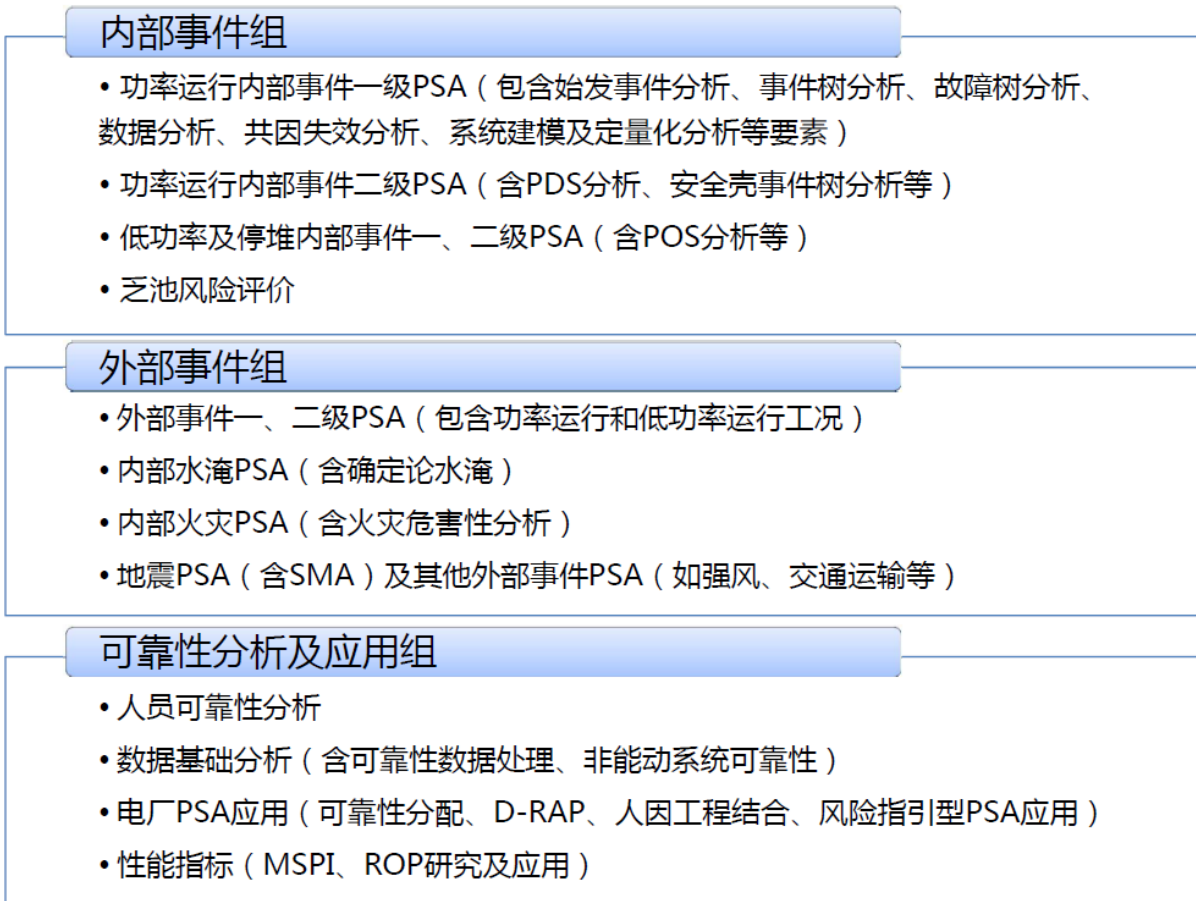 内部事件组
• 功率运行内部事件一级PSA（包含始发事件分析、事件树分析、故障树分析、
数据分析、共因失效分析、系统建模及定量化分析等要素）
• 功率运行内部事件二级PSA（含PDS分析、安全壳事件树分析等）
• 低功率及停堆内部事件一、二级PSA（含POS分析等）
• 乏池风险评价
外部事件组
• 外部事件一、二级PSA（包含功率运行和低功率运行工况）
• 内部水淹PSA（含确定论水淹）
• 内部火灾PSA（含火灾危害性分析）
• 地震PSA（含SMA）及其他外部事件PSA（如强风、交通运输等）
可靠性分析及应用组
• 人员可靠性分析
• 数据基础分析（含可靠性数据处理、非能动系统可靠性）
• 电厂PSA应用（可靠性分配、D-RAP、人因工程结合、风险指引型PSA应用）
• 性能指标（MSPI、ROP研究及应用）